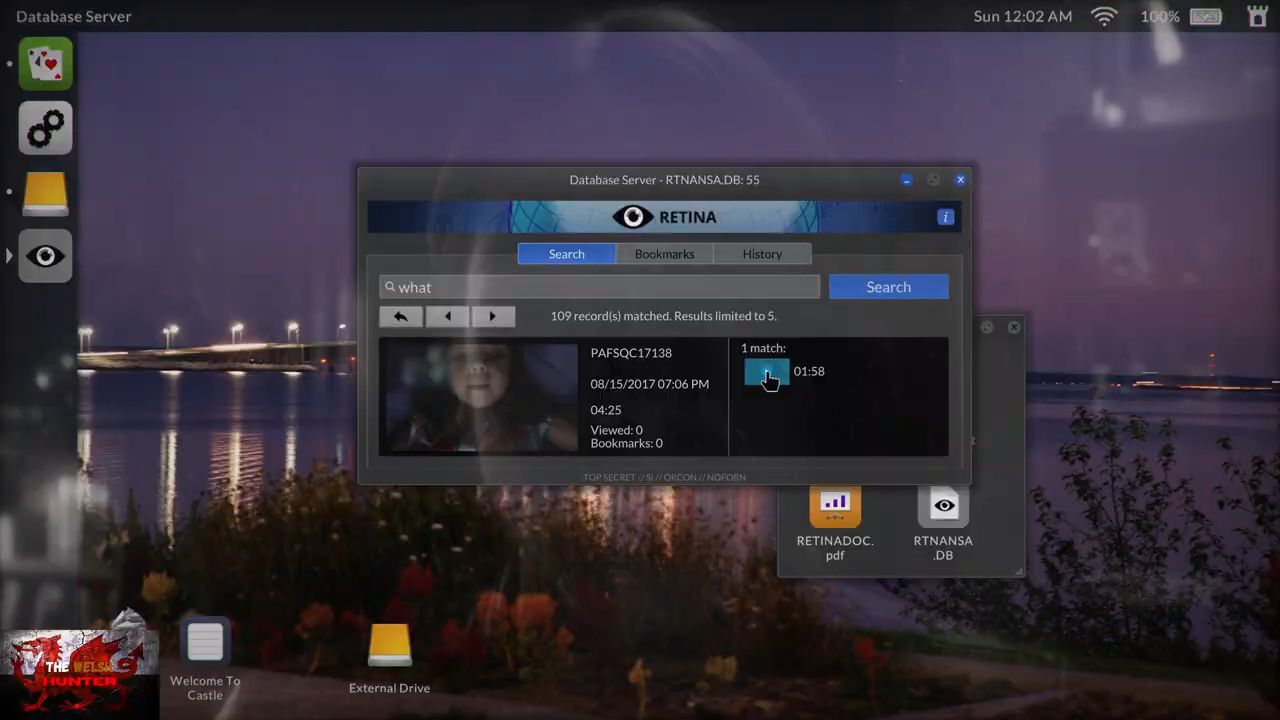 Database Server
Sun 12:02 AM
100%
Database Server - RTNANSA.DB: 55
RETINA
i
Search
Bookmarks
History
what
Search
109 record(s) matched. Results limited to 5.
PAFSQC17138
08/15/2017 07:06 PM
04:25
Viewed: 0
Bookmarks: 0
1 match:
01:58
TOP SECRET // SI // ORCON // NOFORN
RETINADOC.
pdf
RTNANSA
.DB
Welcome To
Castle
External Drive
THE WELSH
HUNTER